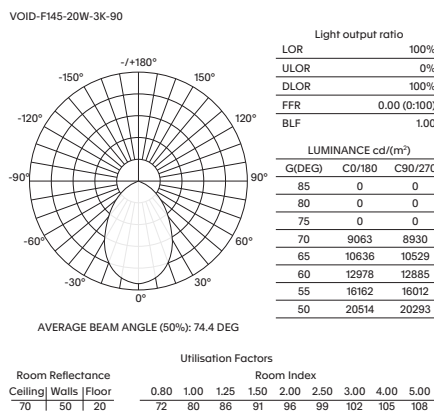 VOID-F145-20W-3K-90
-/+180°
-150° 150°
-120° 120°
-90° 90°
-60° 60°
-30° 30°
0°
AVERAGE BEAM ANGLE (50%): 74.4 DEG
Light output ratio
LOR 100%
ULOR 0%
DLOR 100%
FFR 0.00 (0:100)
BLF 1.00
LUMINANCE cd/(m²)
G(DEG) C0/180 C90/270
85 0 0
80 0 0
75 0 0
70 9063 8930
65 10636 10529
60 12978 12885
55 16162 16012
50 20514 20293
Utilisation Factors
Room Reflectance Room Index
Ceiling Walls Floor 0.80 1.00 1.25 1.50 2.00 2.50 3.00 4.00 5.00
70 50 20 72 80 86 91 96 99 102 105 108